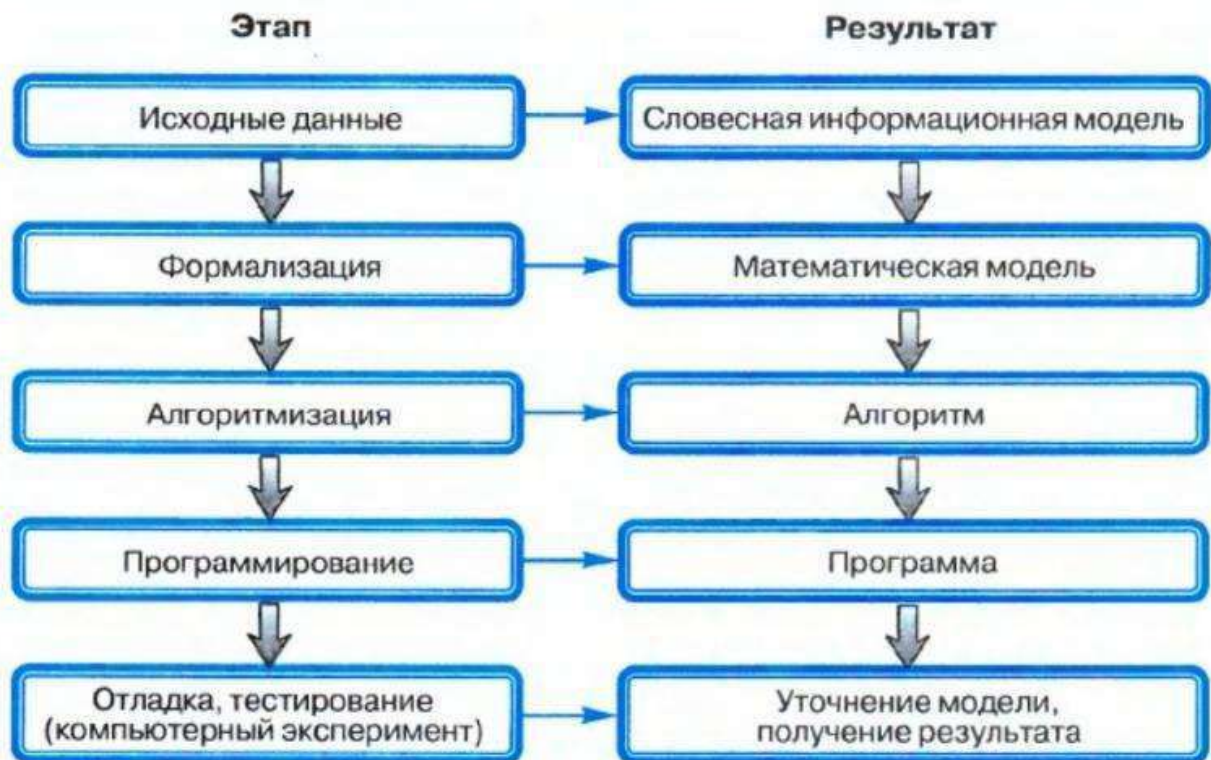 Этап
Результат
Исходные данные
Словесная информационная модель
Формализация
Математическая модель
Алгоритмизация
Алгоритм
Программирование
Программа
Отладка, тестирование
(компьютерный эксперимент)
Уточнение модели,
получение результата